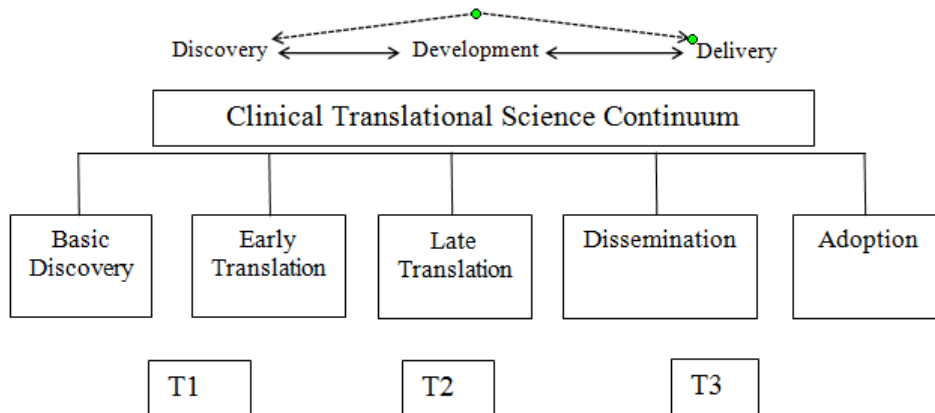 Discovery Development Delivery
Clinical Translational Science Continuum
Basic
Discovery
Early
Translation
Late
Translation
Dissemination
Adoption
T1
T2
T3